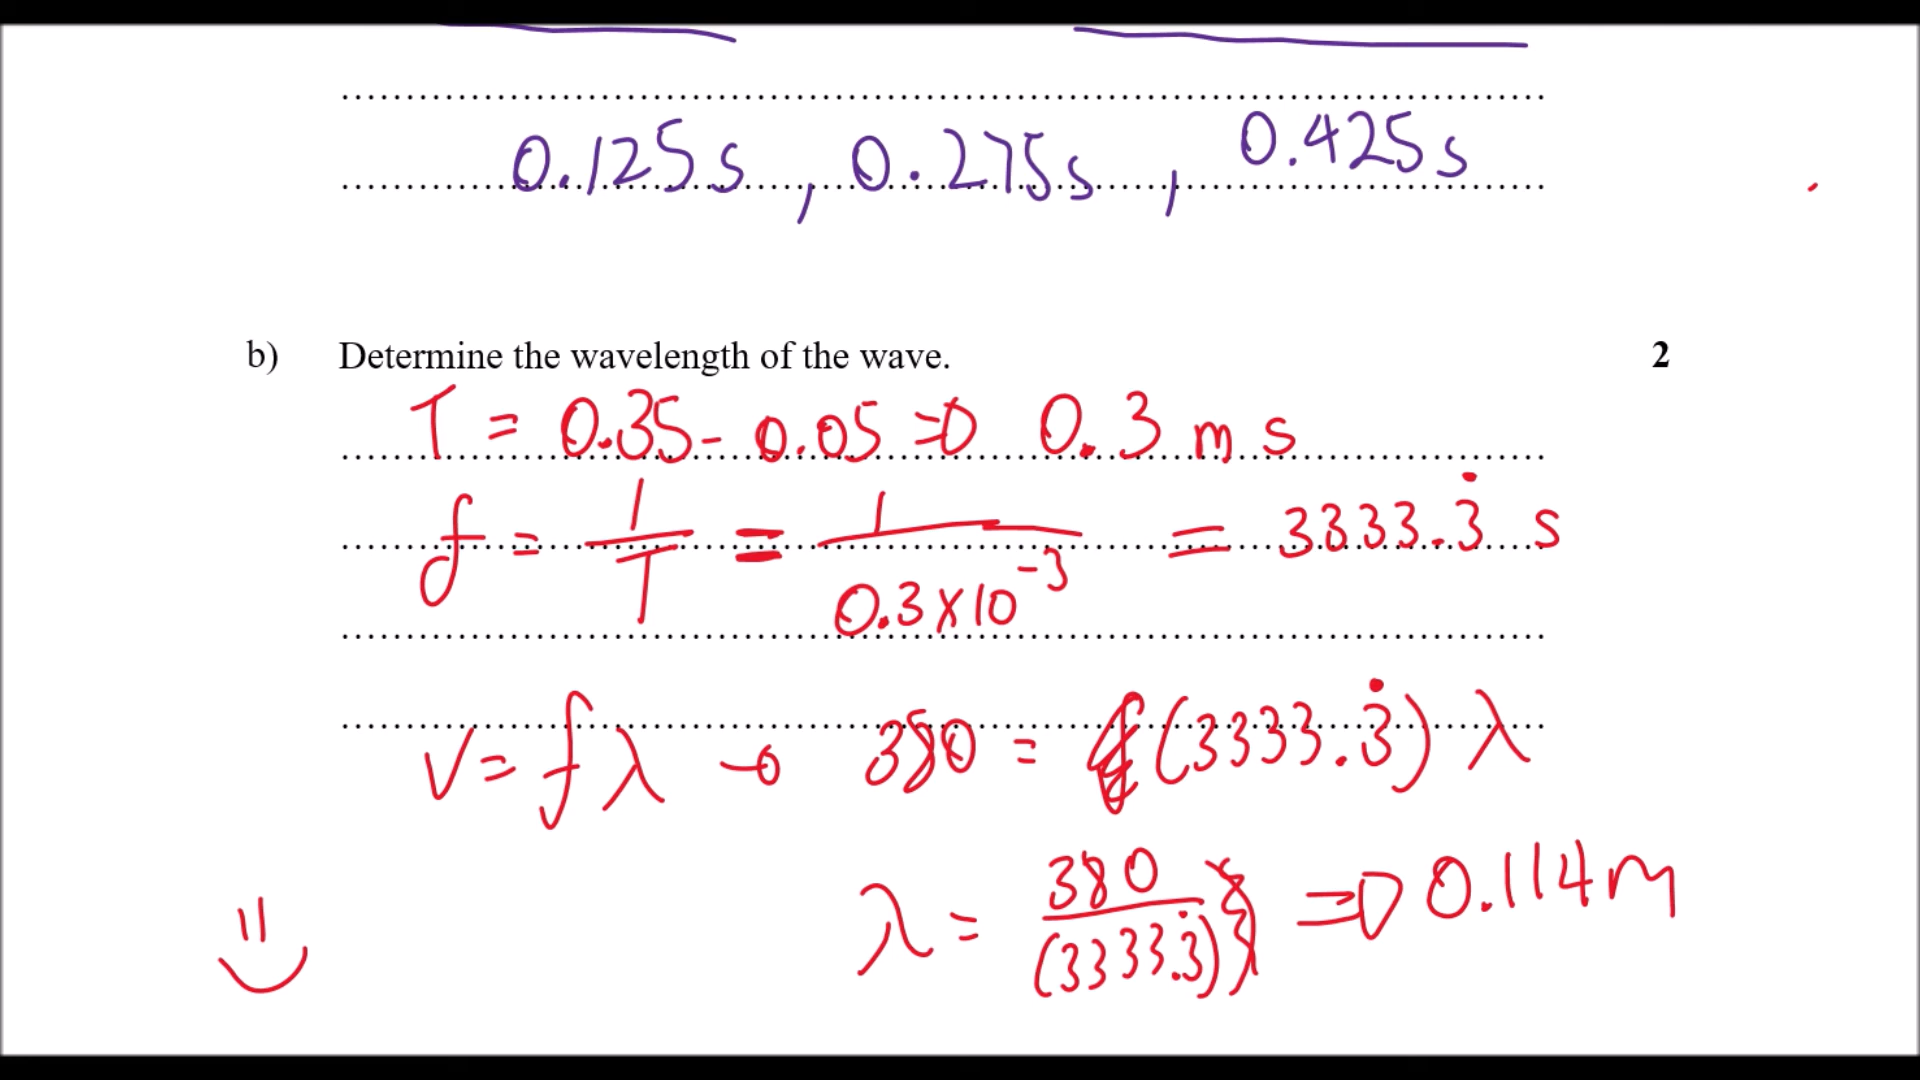 0.125 s , 0.275 s , 0.425 s
b) Determine the wavelength of the wave. 2
T = 0.35 - 0.05 ⇒ 0.3 m s
f = 1/T = 1/(0.3 × 10⁻³) = 3333.3̇ s
v = fλ → 380 = (3333.3̇) λ
λ = 380/(3333.3̇) ⇒ 0.114 m